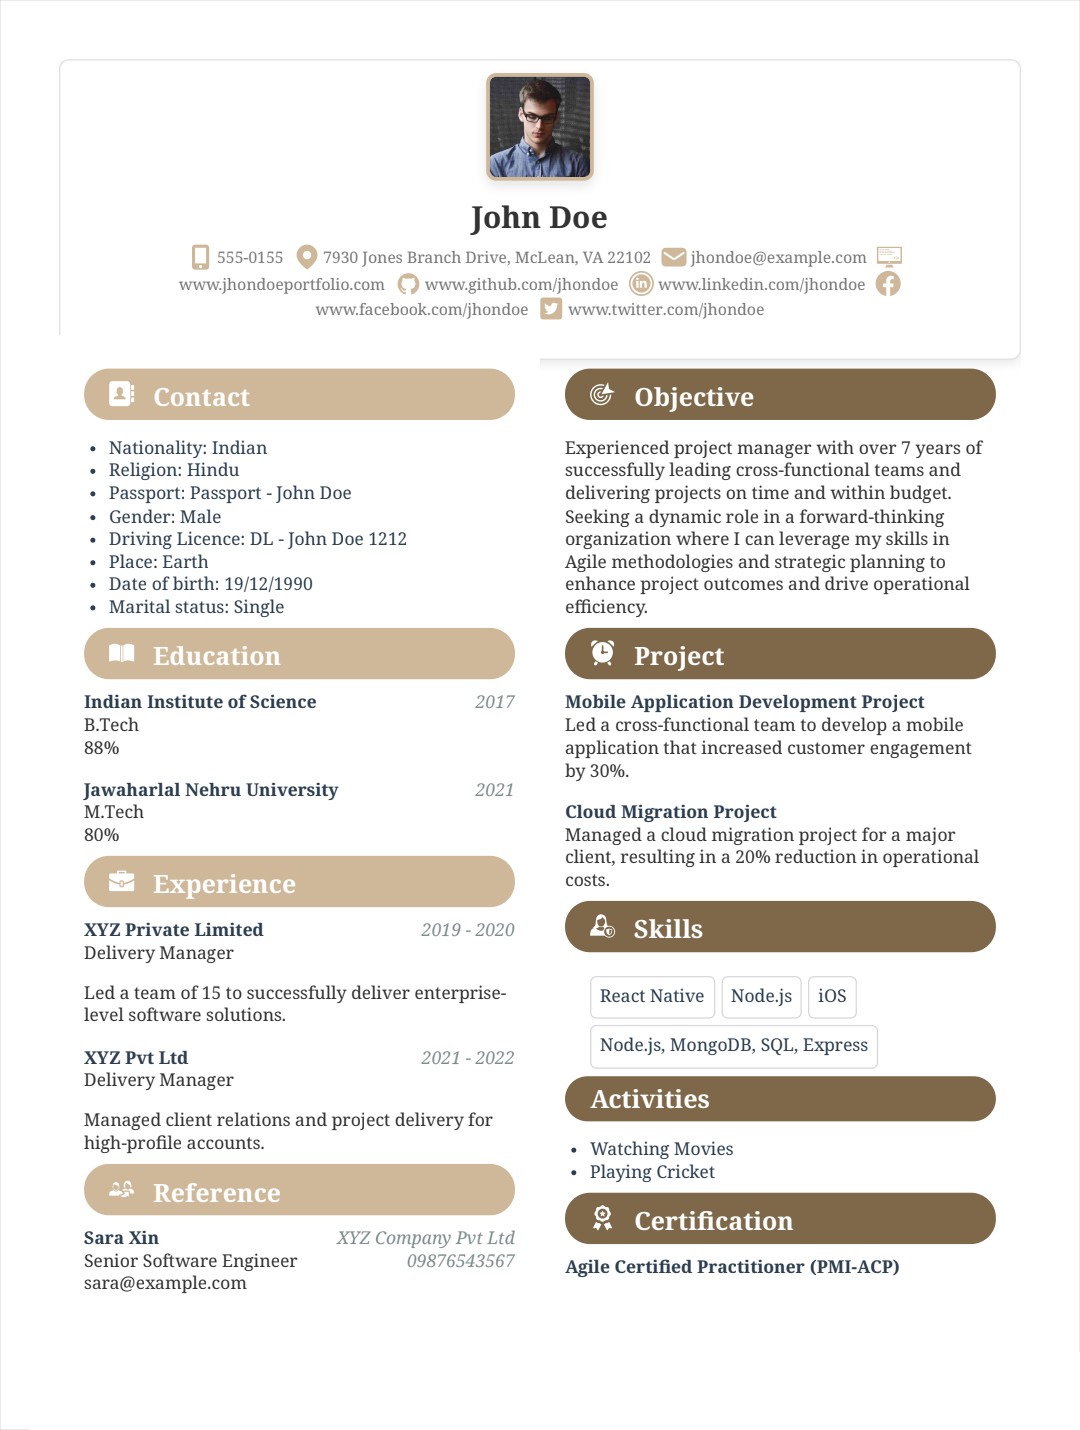 John Doe
555-0155 7930 Jones Branch Drive, McLean, VA 22102 jhondoe@example.com
www.jhondoeportfolio.com www.github.com/jhondoe www.linkedin.com/jhondoe
www.facebook.com/jhondoe www.twitter.com/jhondoe
Contact
• Nationality: Indian
• Religion: Hindu
• Passport: Passport - John Doe
• Gender: Male
• Driving Licence: DL - John Doe 1212
• Place: Earth
• Date of birth: 19/12/1990
• Marital status: Single
Education
Indian Institute of Science 2017
B.Tech
88%
Jawaharlal Nehru University 2021
M.Tech
80%
Experience
XYZ Private Limited 2019 - 2020
Delivery Manager
Led a team of 15 to successfully deliver enterprise-
level software solutions.
XYZ Pvt Ltd 2021 - 2022
Delivery Manager
Managed client relations and project delivery for
high-profile accounts.
Reference
Sara Xin XYZ Company Pvt Ltd
Senior Software Engineer 09876543567
sara@example.com
Objective
Experienced project manager with over 7 years of
successfully leading cross-functional teams and
delivering projects on time and within budget.
Seeking a dynamic role in a forward-thinking
organization where I can leverage my skills in
Agile methodologies and strategic planning to
enhance project outcomes and drive operational
efficiency.
Project
Mobile Application Development Project
Led a cross-functional team to develop a mobile
application that increased customer engagement
by 30%.
Cloud Migration Project
Managed a cloud migration project for a major
client, resulting in a 20% reduction in operational
costs.
Skills
React Native Node.js iOS
Node.js, MongoDB, SQL, Express
Activities
• Watching Movies
• Playing Cricket
Certification
Agile Certified Practitioner (PMI-ACP)